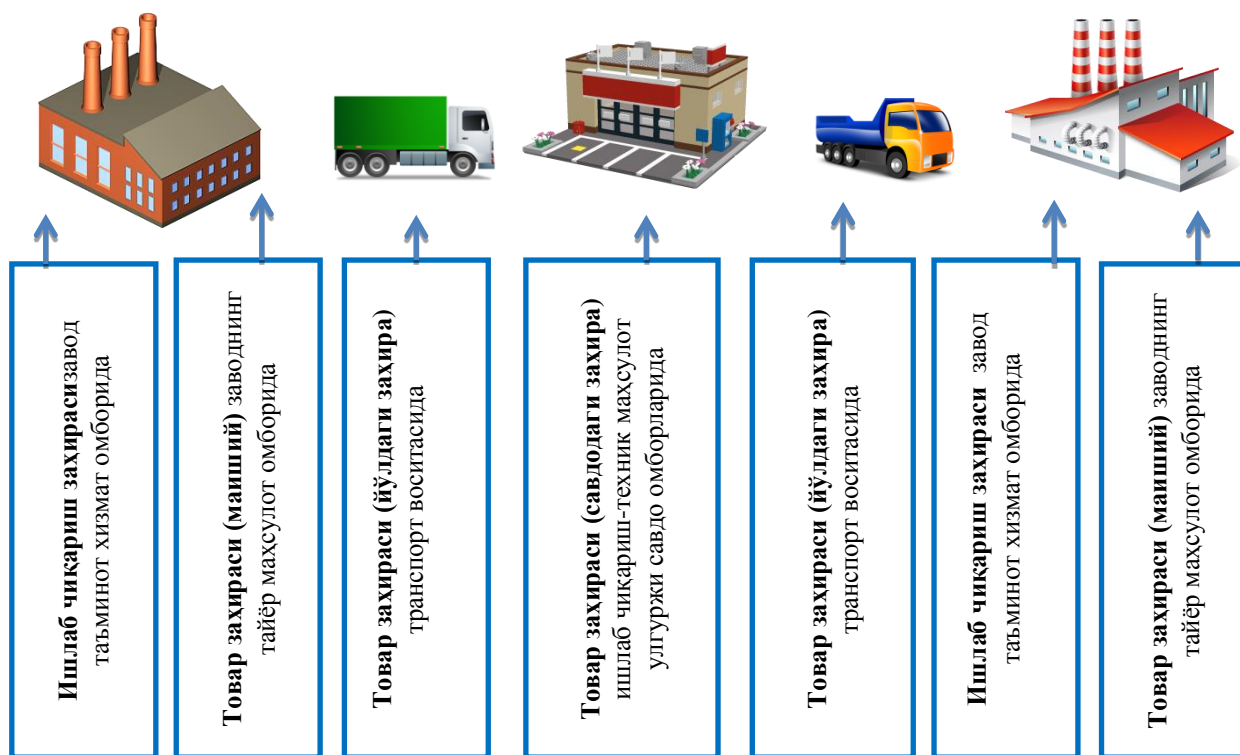 Ишлаб чиқариш захирасизавод
таъминот хизмат омборида
Товар заҳираси (маиший) заводнинг
тайёр маҳсулот омборида
Товар заҳираси (йўлдаги заҳира)
транспорт воситасида
Товар заҳираси (савдодаги заҳира)
ишлаб чиқариш-техник маҳсулот
улгуржи савдо омборларида
Товар заҳираси (йўлдаги заҳира)
транспорт воситасида
Ишлаб чиқариш заҳираси завод
таъминот хизмат омборида
Товар заҳираси (маиший) заводнинг
тайёр маҳсулот омборида